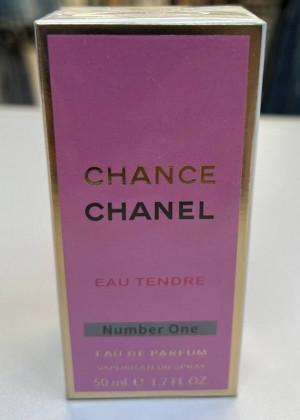 CHANCE
CHANEL
EAU TENDRE
Number One
EAU DE PARFUM
VAPORISATEUR SPRAY
50 ml ℮ 1.7 FL.OZ